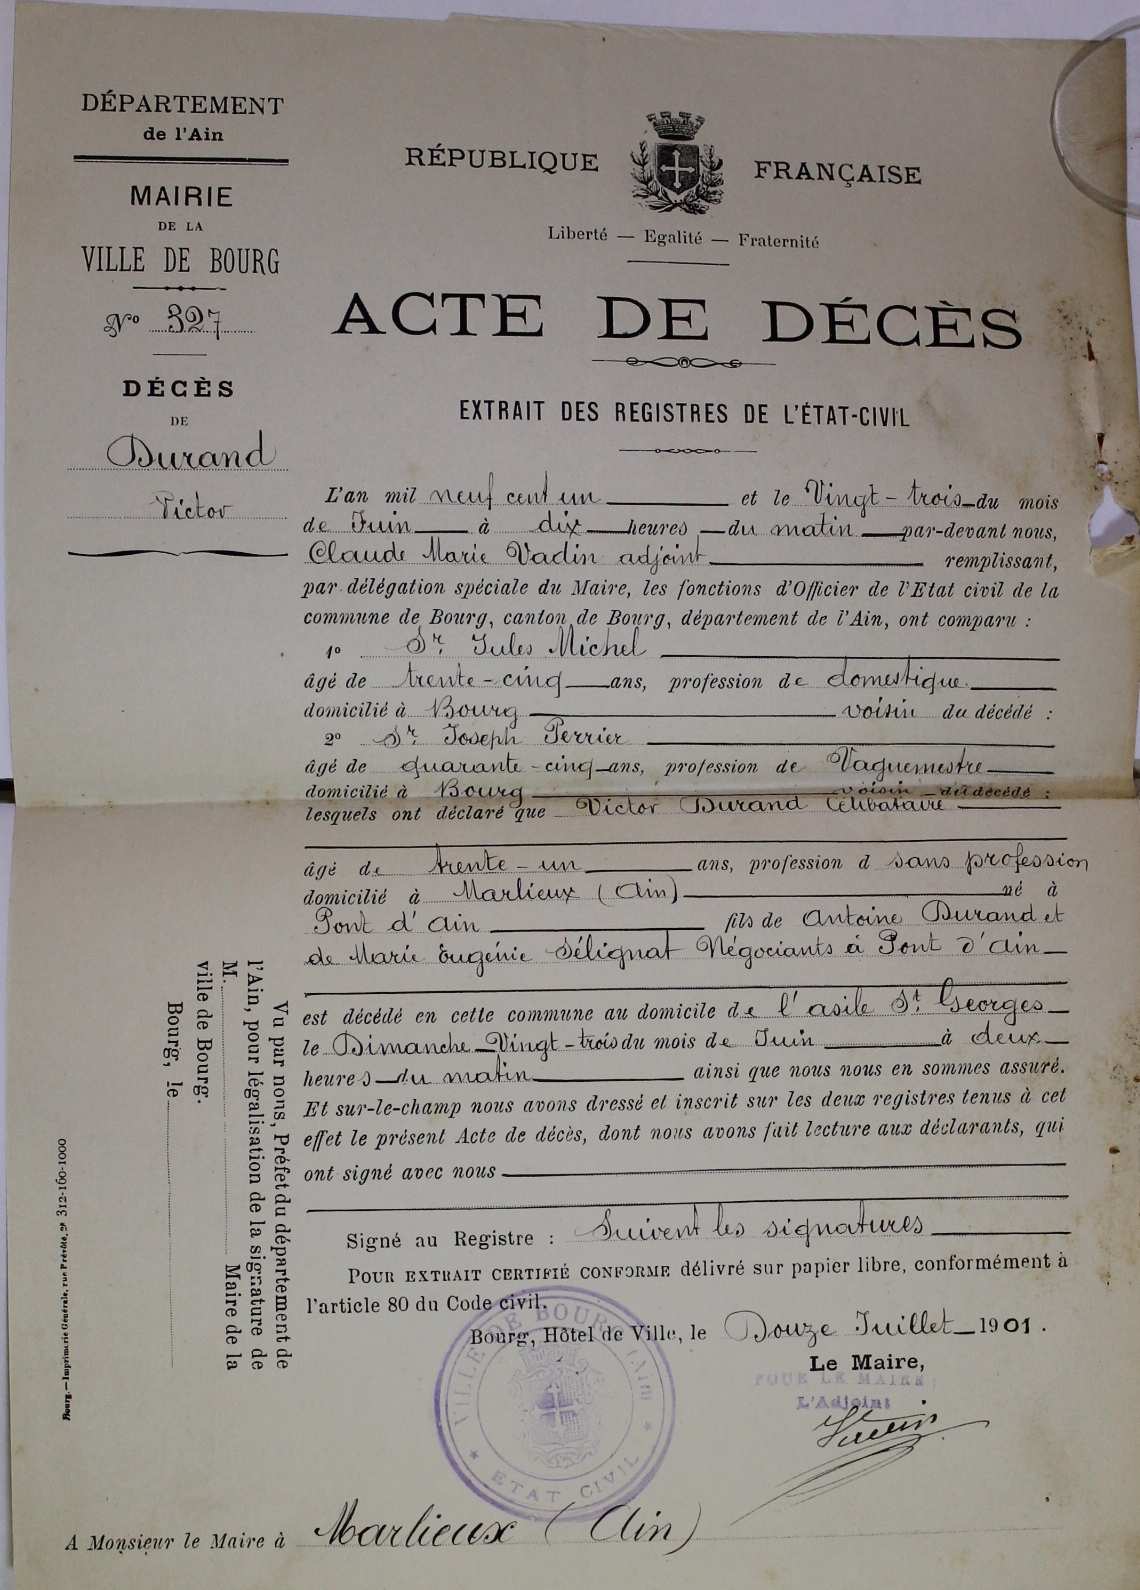 DÉPARTEMENT
de l'Ain
MAIRIE
DE LA
VILLE DE BOURG
Nº 327
DÉCÈS
DE
Durand
Victor
RÉPUBLIQUE FRANÇAISE
Liberté — Egalité — Fraternité
ACTE DE DÉCÈS
EXTRAIT DES REGISTRES DE L'ÉTAT-CIVIL
L'an mil neuf cent un et le Vingt-trois du mois
de Juin à dix heures du matin par-devant nous,
Claude Marie Vadin adjoint remplissant,
par délégation spéciale du Maire, les fonctions d'Officier de l'Etat civil de la
commune de Bourg, canton de Bourg, département de l'Ain, ont comparu :
1º Sr. Jules Michel
âgé de trente-cinq ans, profession de domestique
domicilié à Bourg voisin du décédé :
2º Sr. Joseph Perrier
âgé de quarante-cinq ans, profession de Vaguemestre
domicilié à Bourg voisin du décédé :
lesquels ont déclaré que Victor Durand Célibataire
âgé de trente-un ans, profession d sans profession
domicilié à Marlieux (Ain) né à
Pont d'Ain fils de Antoine Durand et
de Marie Eugénie Sélignat Négociants à Pont d'Ain
est décédé en cette commune au domicile de l'asile St. Georges
le Dimanche Vingt-trois du mois de Juin à deux
heures du matin ainsi que nous nous en sommes assuré.
Et sur-le-champ nous avons dressé et inscrit sur les deux registres tenus à cet
effet le présent Acte de décès, dont nous avons fait lecture aux déclarants, qui
ont signé avec nous
Signé au Registre : Suivent les signatures
POUR EXTRAIT CERTIFIÉ CONFORME délivré sur papier libre, conformément à
l'article 80 du Code civil.
Bourg, Hôtel de Ville, le Douze Juillet 1901.
Le Maire,
POUR LE MAIRE
L'Adjoint
Vadin
VILLE DE BOURG (AIN)
ETAT CIVIL
Vu par nous, Préfet du département de
l'Ain, pour légalisation de la signature de
M. Maire de la
ville de Bourg.
Bourg, le
Bourg.—Imprimerie Générale, rue Préfité, 2º 312-160-1000
A Monsieur le Maire à Marlieux (Ain)